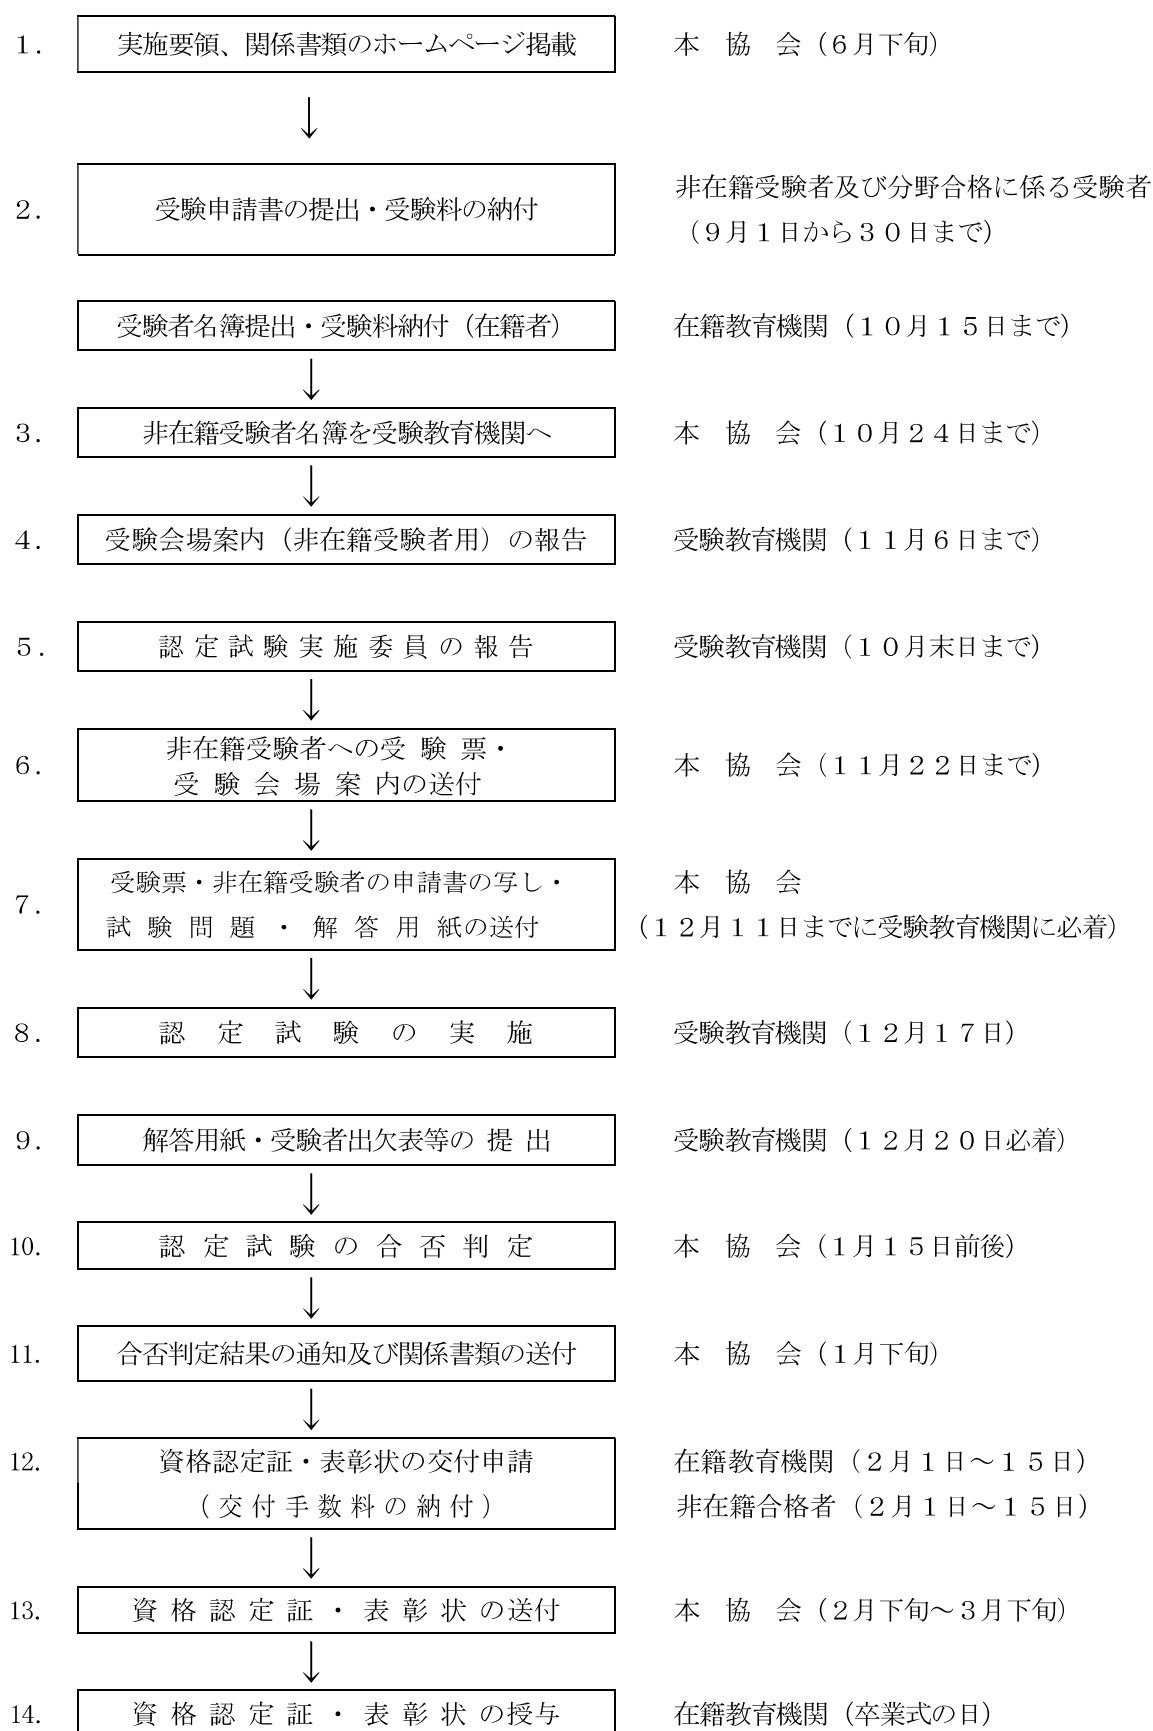 １． 実施要領、関係書類のホームページ掲載 本　協　会（６月下旬）
２． 受験申請書の提出・受験料の納付 非在籍受験者及び分野合格に係る受験者
（９月１日から３０日まで）
受験者名簿提出・受験料納付（在籍者） 在籍教育機関（１０月１５日まで）
３． 非在籍受験者名簿を受験教育機関へ 本　協　会（１０月２４日まで）
４． 受験会場案内（非在籍受験者用）の報告 受験教育機関（１１月６日まで）
５． 認 定 試 験 実 施 委 員 の 報 告 受験教育機関（１０月末日まで）
６． 非在籍受験者への受 験 票・
受 験 会 場 案 内の送付 本　協　会（１１月２２日まで）
７． 受験票・非在籍受験者の申請書の写し・ 本　協　会
試 験 問 題 ・ 解 答 用 紙の送付 （１２月１１日までに受験教育機関に必着）
８． 認　定　試　験　の　実　施 受験教育機関（１２月１７日）
９． 解答用紙・受験者出欠表等の 提 出 受験教育機関（１２月２０日必着）
10. 認 定 試 験 の 合 否 判 定 本　協　会（１月１５日前後）
11. 合否判定結果の通知及び関係書類の送付 本　協　会（１月下旬）
12. 資格認定証・表彰状の交付申請 在籍教育機関（２月１日～１５日）
（ 交 付 手 数 料 の 納 付 ） 非在籍合格者（２月１日～１５日）
13. 資 格 認 定 証 ・ 表 彰 状 の送付 本　協　会（２月下旬～３月下旬）
14. 資 格 認 定 証 ・ 表 彰 状 の授与 在籍教育機関（卒業式の日）